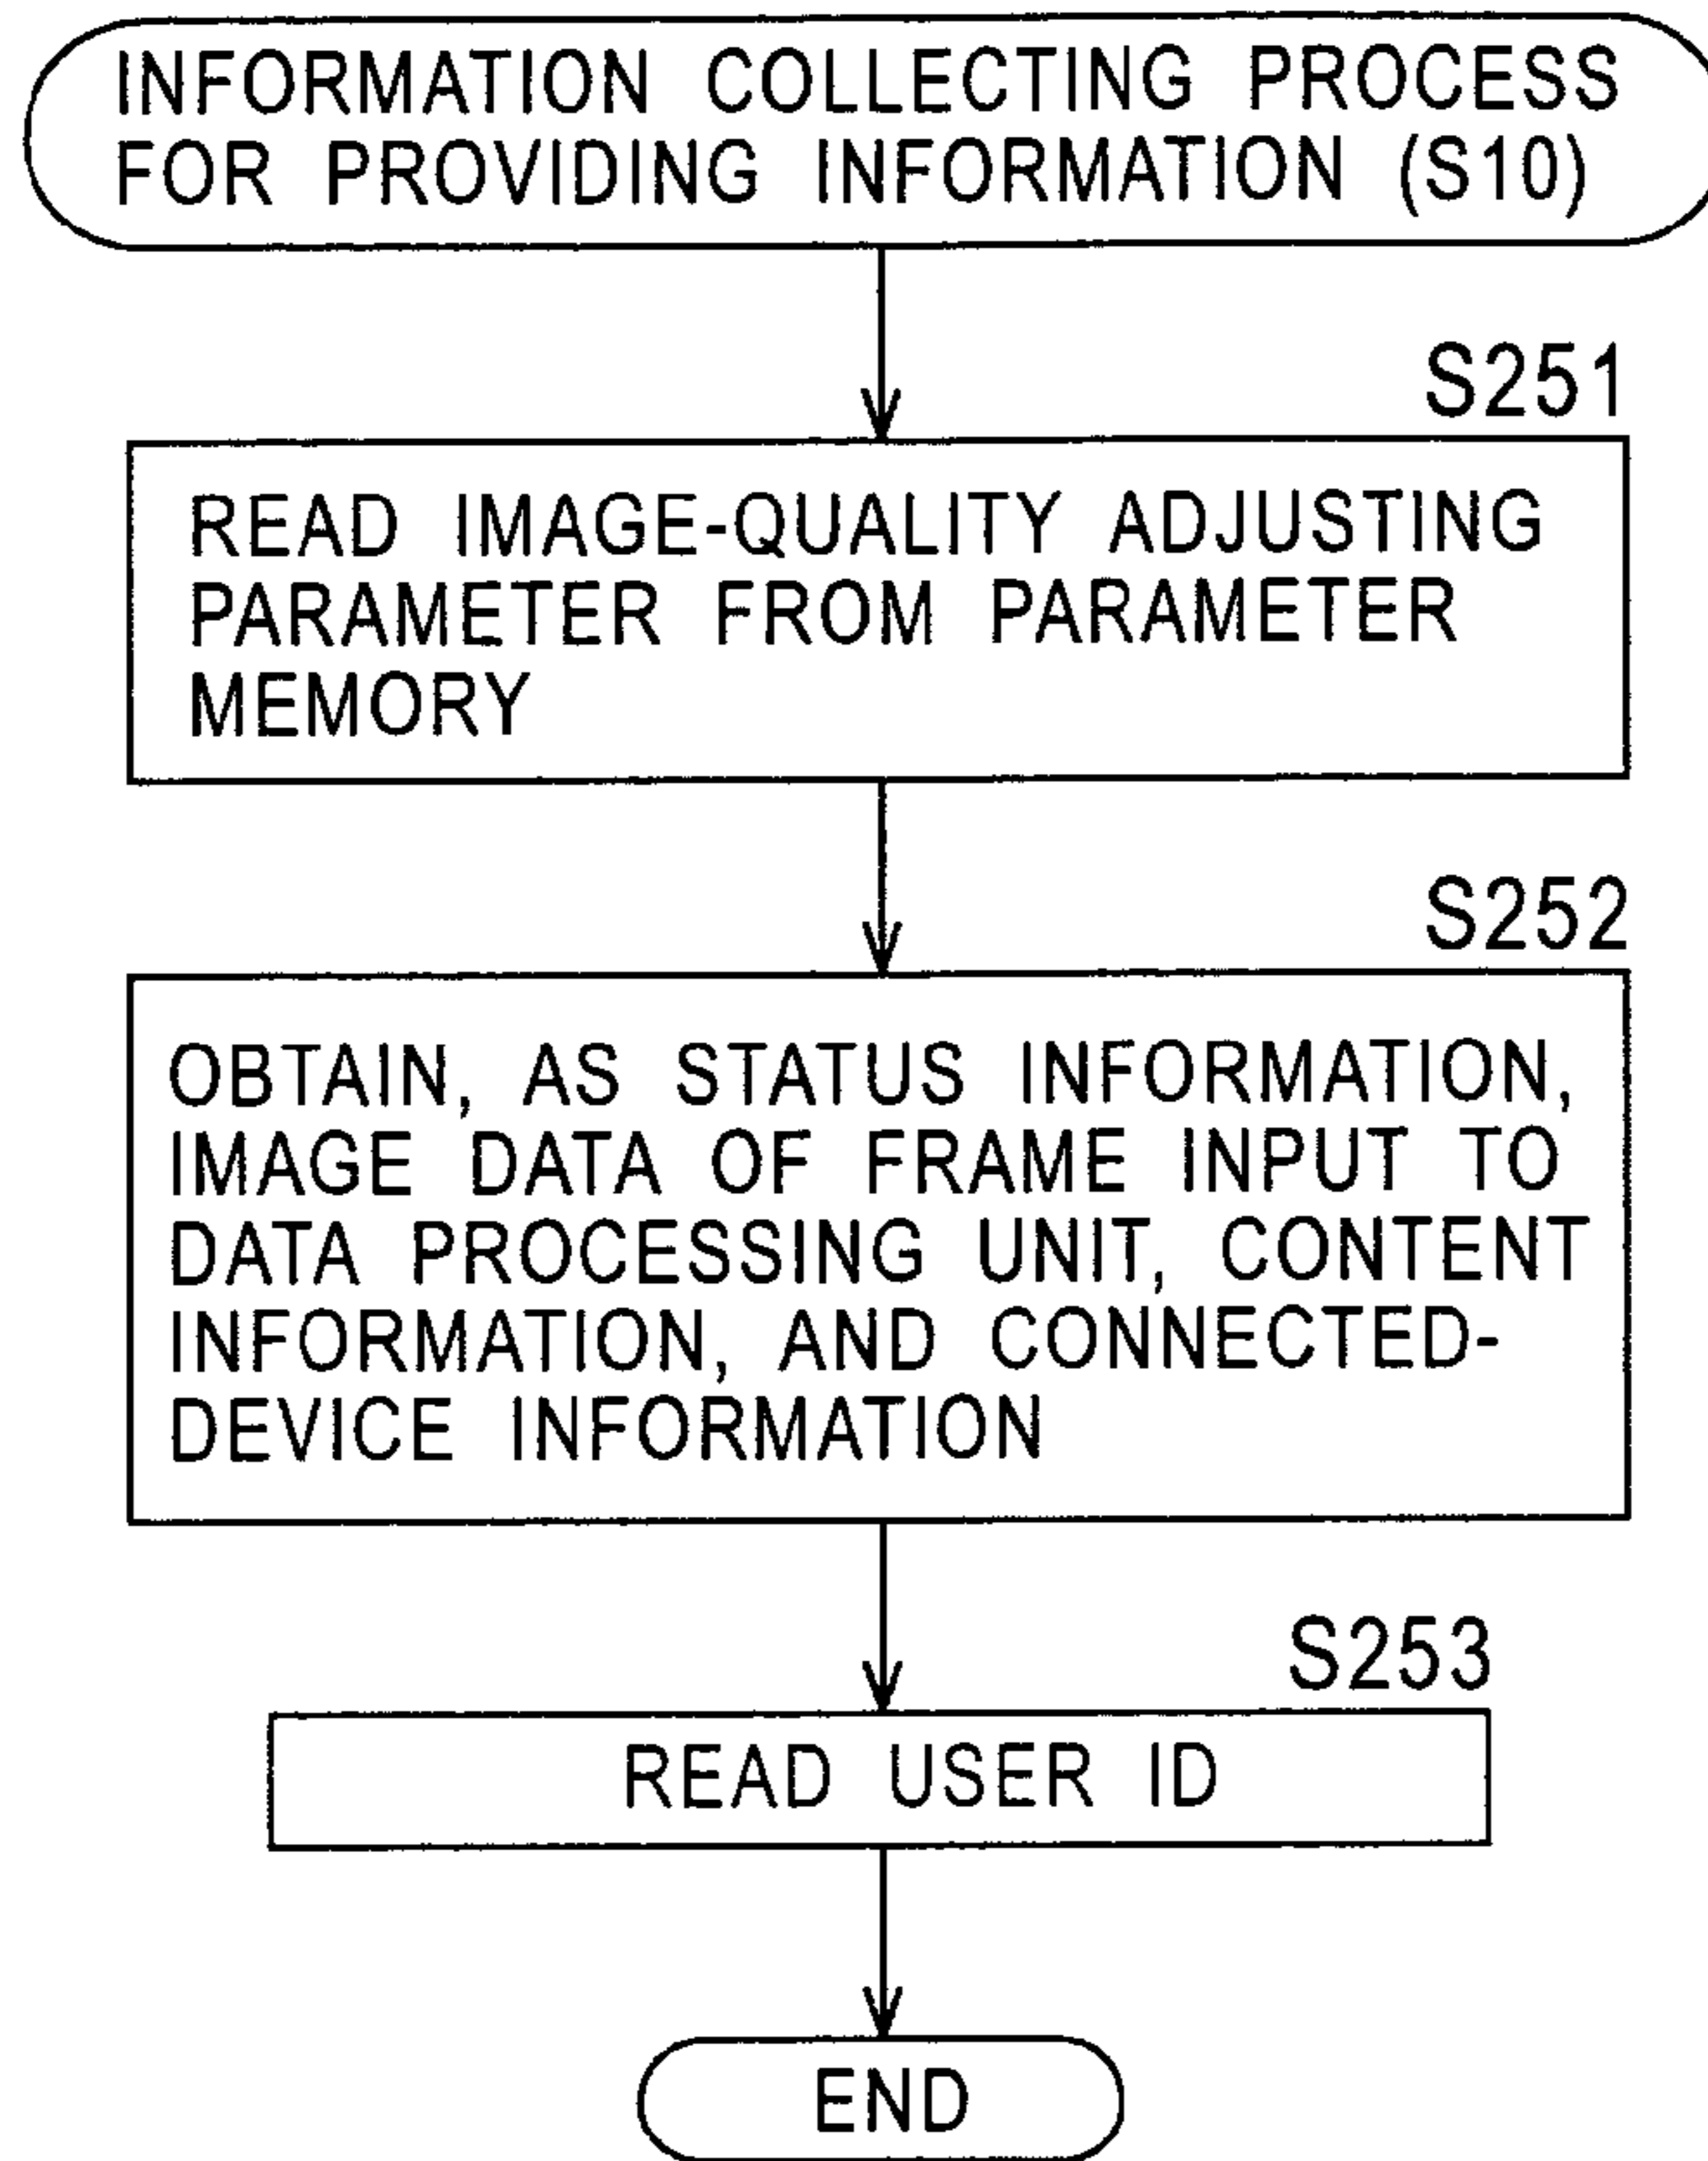 INFORMATION COLLECTING PROCESS
FOR PROVIDING INFORMATION (S10)
S251
READ IMAGE-QUALITY ADJUSTING
PARAMETER FROM PARAMETER
MEMORY
S252
OBTAIN, AS STATUS INFORMATION,
IMAGE DATA OF FRAME INPUT TO
DATA PROCESSING UNIT, CONTENT
INFORMATION, AND CONNECTED-
DEVICE INFORMATION
S253
READ USER ID
END